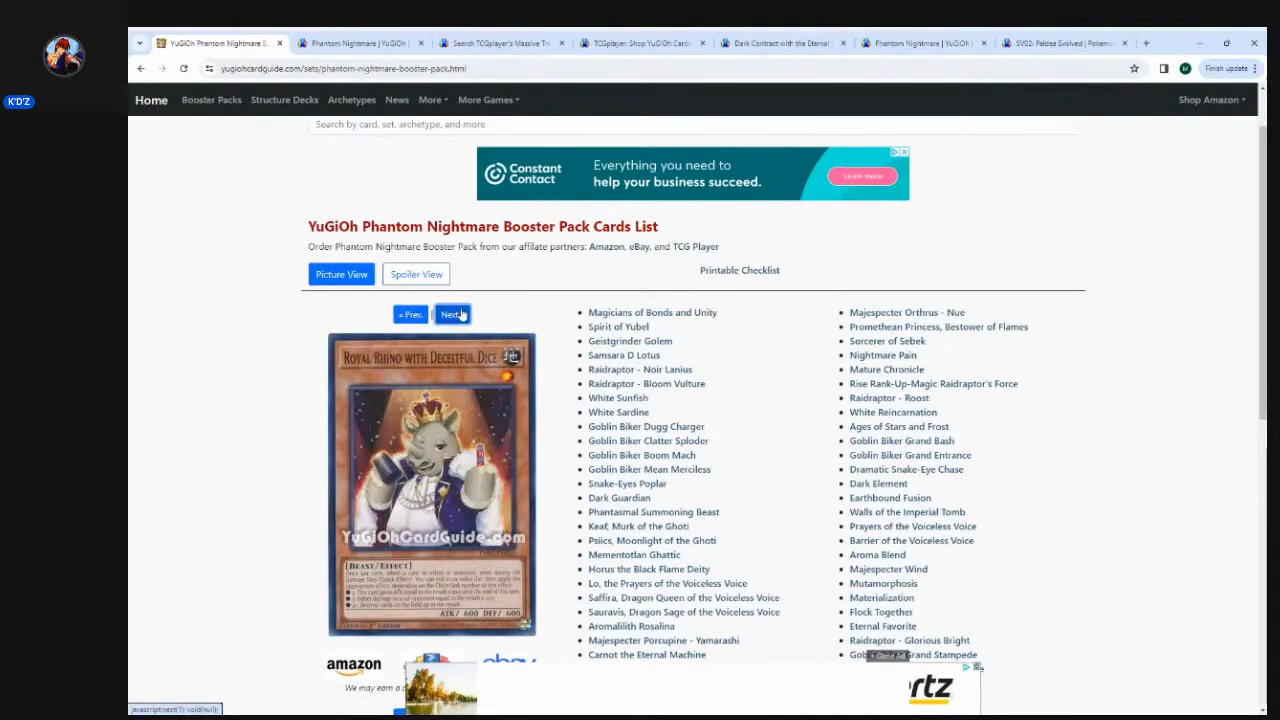 YuGiOh Phantom Nightmare B
Phantom Nightmare | YuGiOh |
Search TCGplayer's Massive Tr
TCGplayer: Shop YuGiOh Cards
Dark Contract with the Eternal
Phantom Nightmare | YuGiOh |
SV02: Paldea Evolved | Pokem
yugiohcardguide.com/sets/phantom-nightmare-booster-pack.html
M
Finish update
K'D'Z
Home
Booster Packs
Structure Decks
Archetypes
News
More
More Games
Shop Amazon
Search by card, set, archetype, and more
Constant Contact
Everything you need to
help your business succeed.
Learn more
YuGiOh Phantom Nightmare Booster Pack Cards List
Order Phantom Nightmare Booster Pack from our affilate partners: Amazon, eBay, and TCG Player
Picture View
Spoiler View
Printable Checklist
« Prev.
|
Next
ROYAL RHINO WITH DECEITFUL DICE
YuGiOhCardGuide.com
[BEAST/EFFECT]
ATK/ 600 DEF/ 600
amazon
ebay
We may earn a c
Magicians of Bonds and Unity
Spirit of Yubel
Geistgrinder Golem
Samsara D Lotus
Raidraptor - Noir Lanius
Raidraptor - Bloom Vulture
White Sunfish
White Sardine
Goblin Biker Dugg Charger
Goblin Biker Clatter Sploder
Goblin Biker Boom Mach
Goblin Biker Mean Merciless
Snake-Eyes Poplar
Dark Guardian
Phantasmal Summoning Beast
Keaf, Murk of the Ghoti
Psiics, Moonlight of the Ghoti
Mementotlan Ghattic
Horus the Black Flame Deity
Lo, the Prayers of the Voiceless Voice
Saffira, Dragon Queen of the Voiceless Voice
Sauravis, Dragon Sage of the Voiceless Voice
Aromalilith Rosalina
Majespecter Porcupine - Yamarashi
Carnot the Eternal Machine
Majespecter Orthrus - Nue
Promethean Princess, Bestower of Flames
Sorcerer of Sebek
Nightmare Pain
Mature Chronicle
Rise Rank-Up-Magic Raidraptor's Force
Raidraptor - Roost
White Reincarnation
Ages of Stars and Frost
Goblin Biker Grand Bash
Goblin Biker Grand Entrance
Dramatic Snake-Eye Chase
Dark Element
Earthbound Fusion
Walls of the Imperial Tomb
Prayers of the Voiceless Voice
Barrier of the Voiceless Voice
Aroma Blend
Majespecter Wind
Mutamorphosis
Materialization
Flock Together
Eternal Favorite
Raidraptor - Glorious Bright
Gob Grand Stampede
Close Ad
rtz
javascript:next(1); void(null);